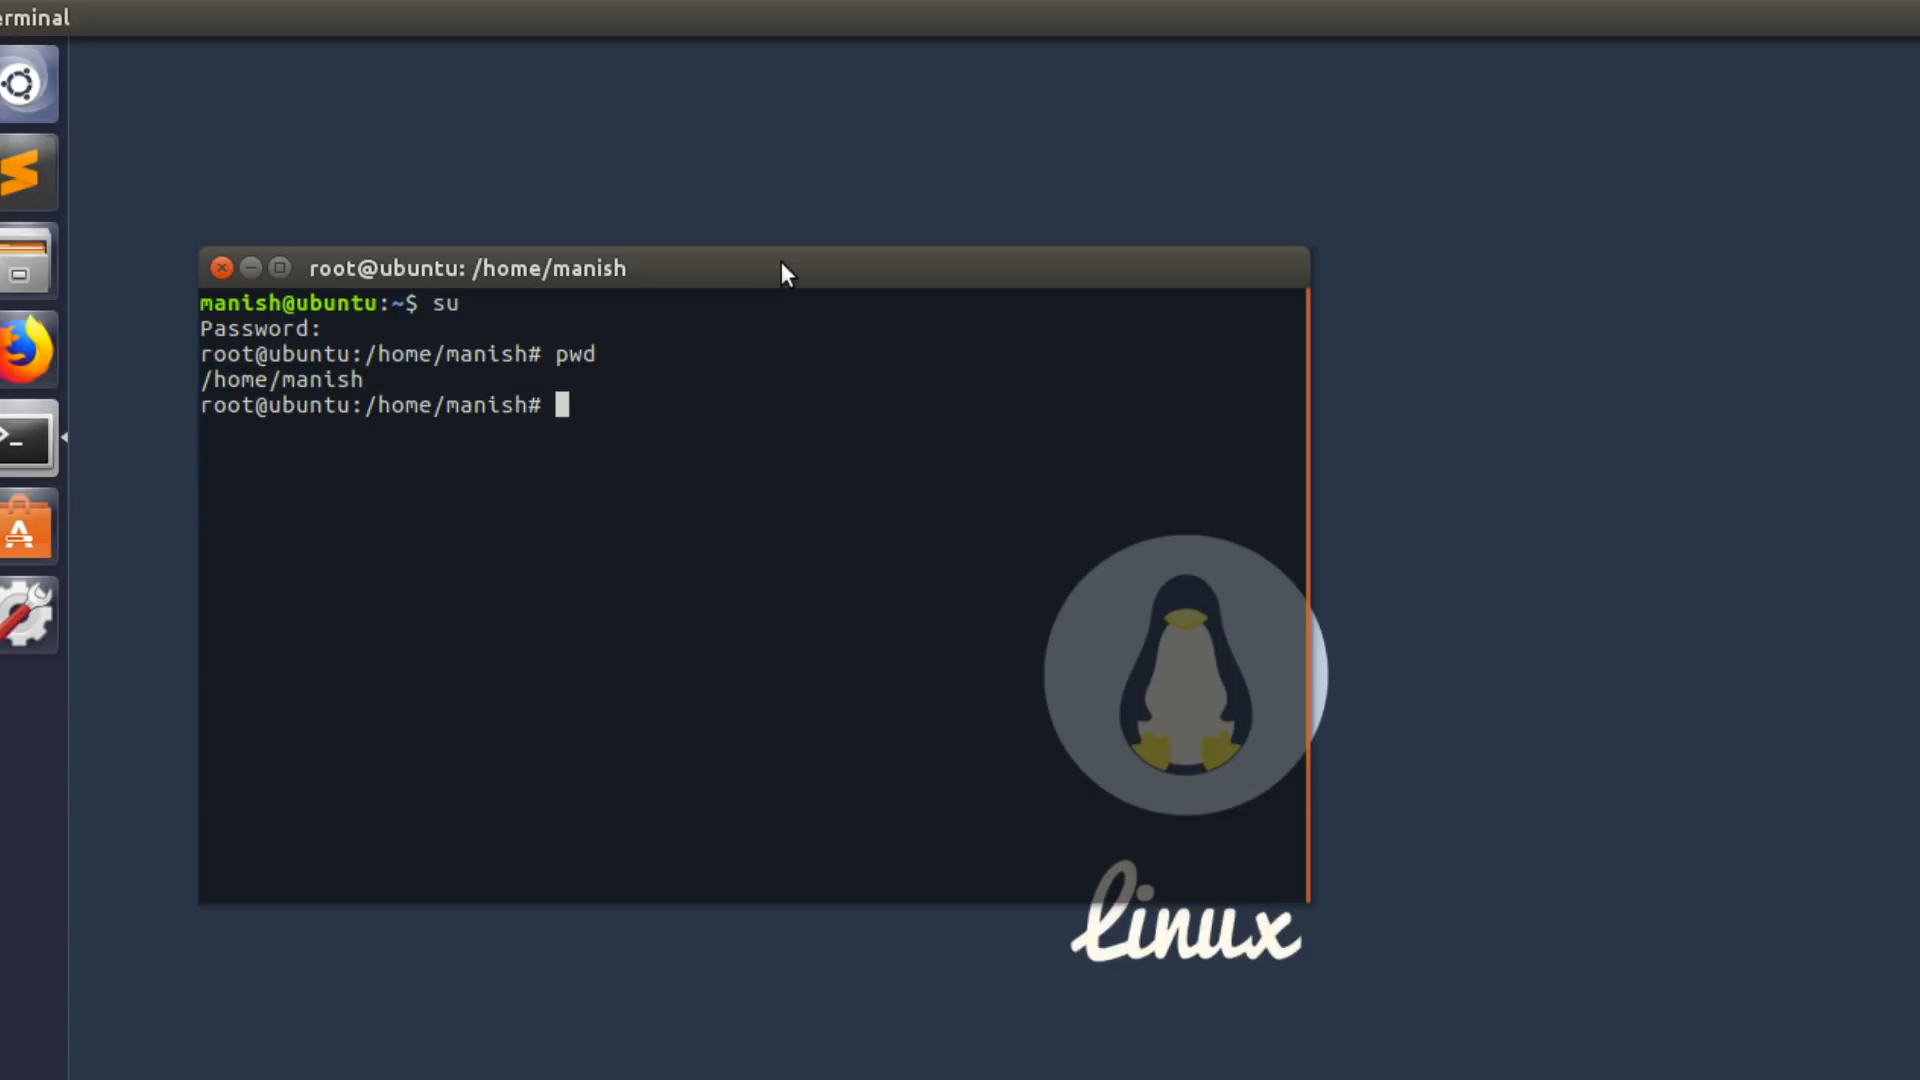 erminal
root@ubuntu: /home/manish
manish@ubuntu:~$ su
Password:
root@ubuntu:/home/manish# pwd
/home/manish
root@ubuntu:/home/manish#
linux